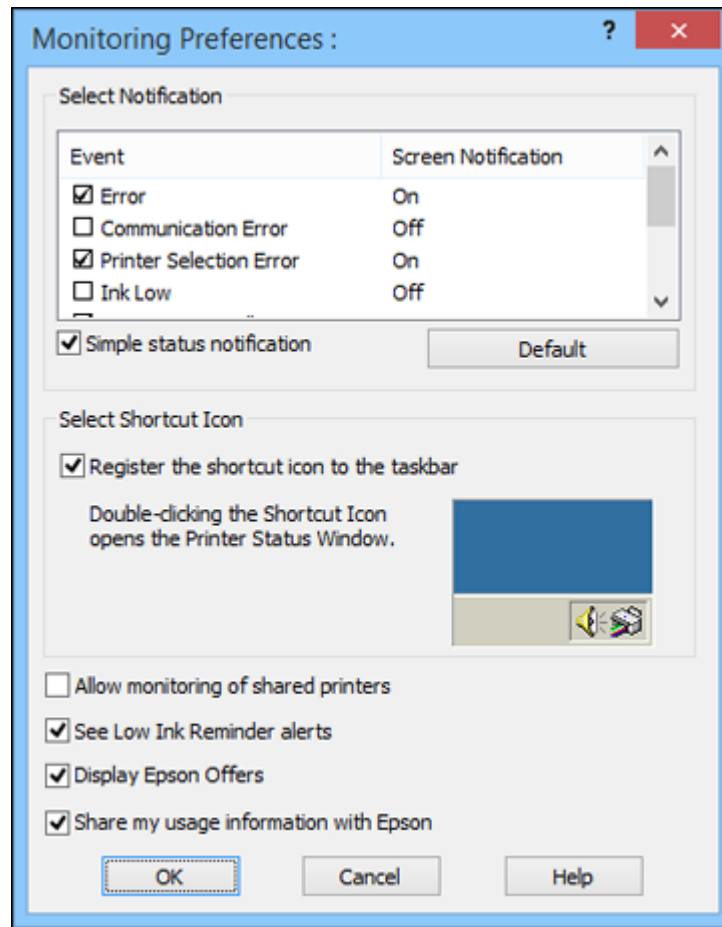 Monitoring Preferences :
?
Select Notification
Event Screen Notification
Error On
Communication Error Off
Printer Selection Error On
Ink Low Off
Simple status notification
Default
Select Shortcut Icon
Register the shortcut icon to the taskbar
Double-clicking the Shortcut Icon
opens the Printer Status Window.
Allow monitoring of shared printers
See Low Ink Reminder alerts
Display Epson Offers
Share my usage information with Epson
OK Cancel Help